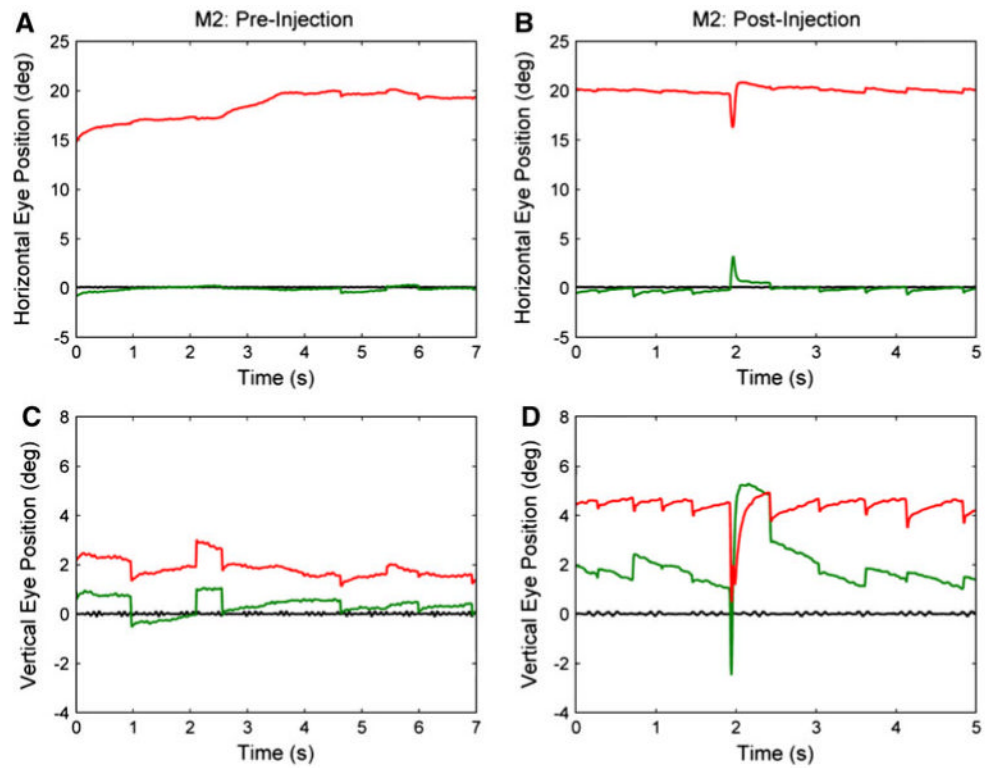 A M2: Pre-Injection
25
20
15
10
5
0
-5
Horizontal Eye Position (deg)
0 1 2 3 4 5 6 7
Time (s)
B M2: Post-Injection
25
20
15
10
5
0
-5
Horizontal Eye Position (deg)
0 1 2 3 4 5
Time (s)
C
8
6
4
2
0
-2
-4
Vertical Eye Position (deg)
0 1 2 3 4 5 6 7
Time (s)
D
8
6
4
2
0
-2
-4
Vertical Eye Position (deg)
0 1 2 3 4 5
Time (s)